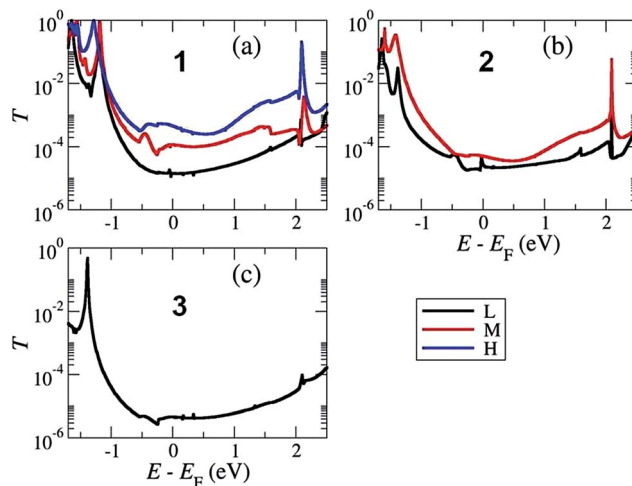 (a) (b)
1 2
T
10^0 10^0
10^-2 10^-2
10^-4 10^-4
10^-6 10^-6
-1 0 1 2 -1 0 1 2
E - E_F (eV) E - E_F (eV)
(c)
3
T
10^0
10^-2
10^-4
10^-6
-1 0 1 2
E - E_F (eV)
L
M
H